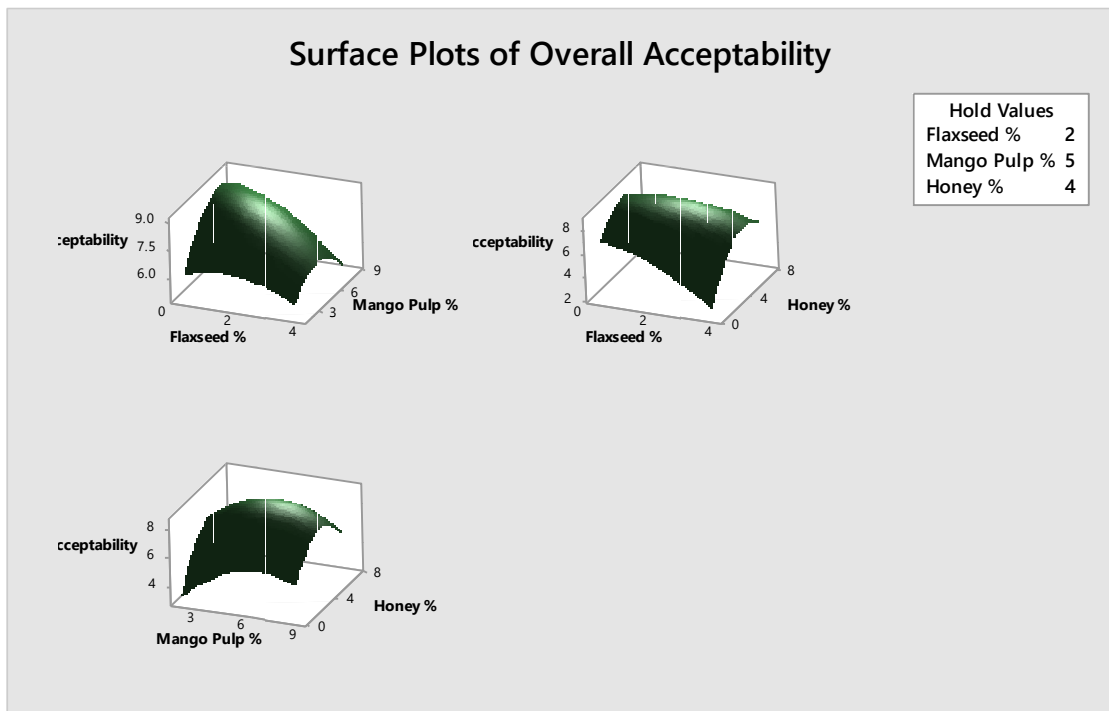 Surface Plots of Overall Acceptability
Hold Values
Flaxseed % 2
Mango Pulp % 5
Honey % 4
9.0
ceptability
7.5
6.0
0
2
4
Flaxseed %
3
6
9
Mango Pulp %
8
cceptability
6
4
2
0
2
4
Flaxseed %
0
4
8
Honey %
8
cceptability
6
4
3
6
9
Mango Pulp %
0
4
8
Honey %